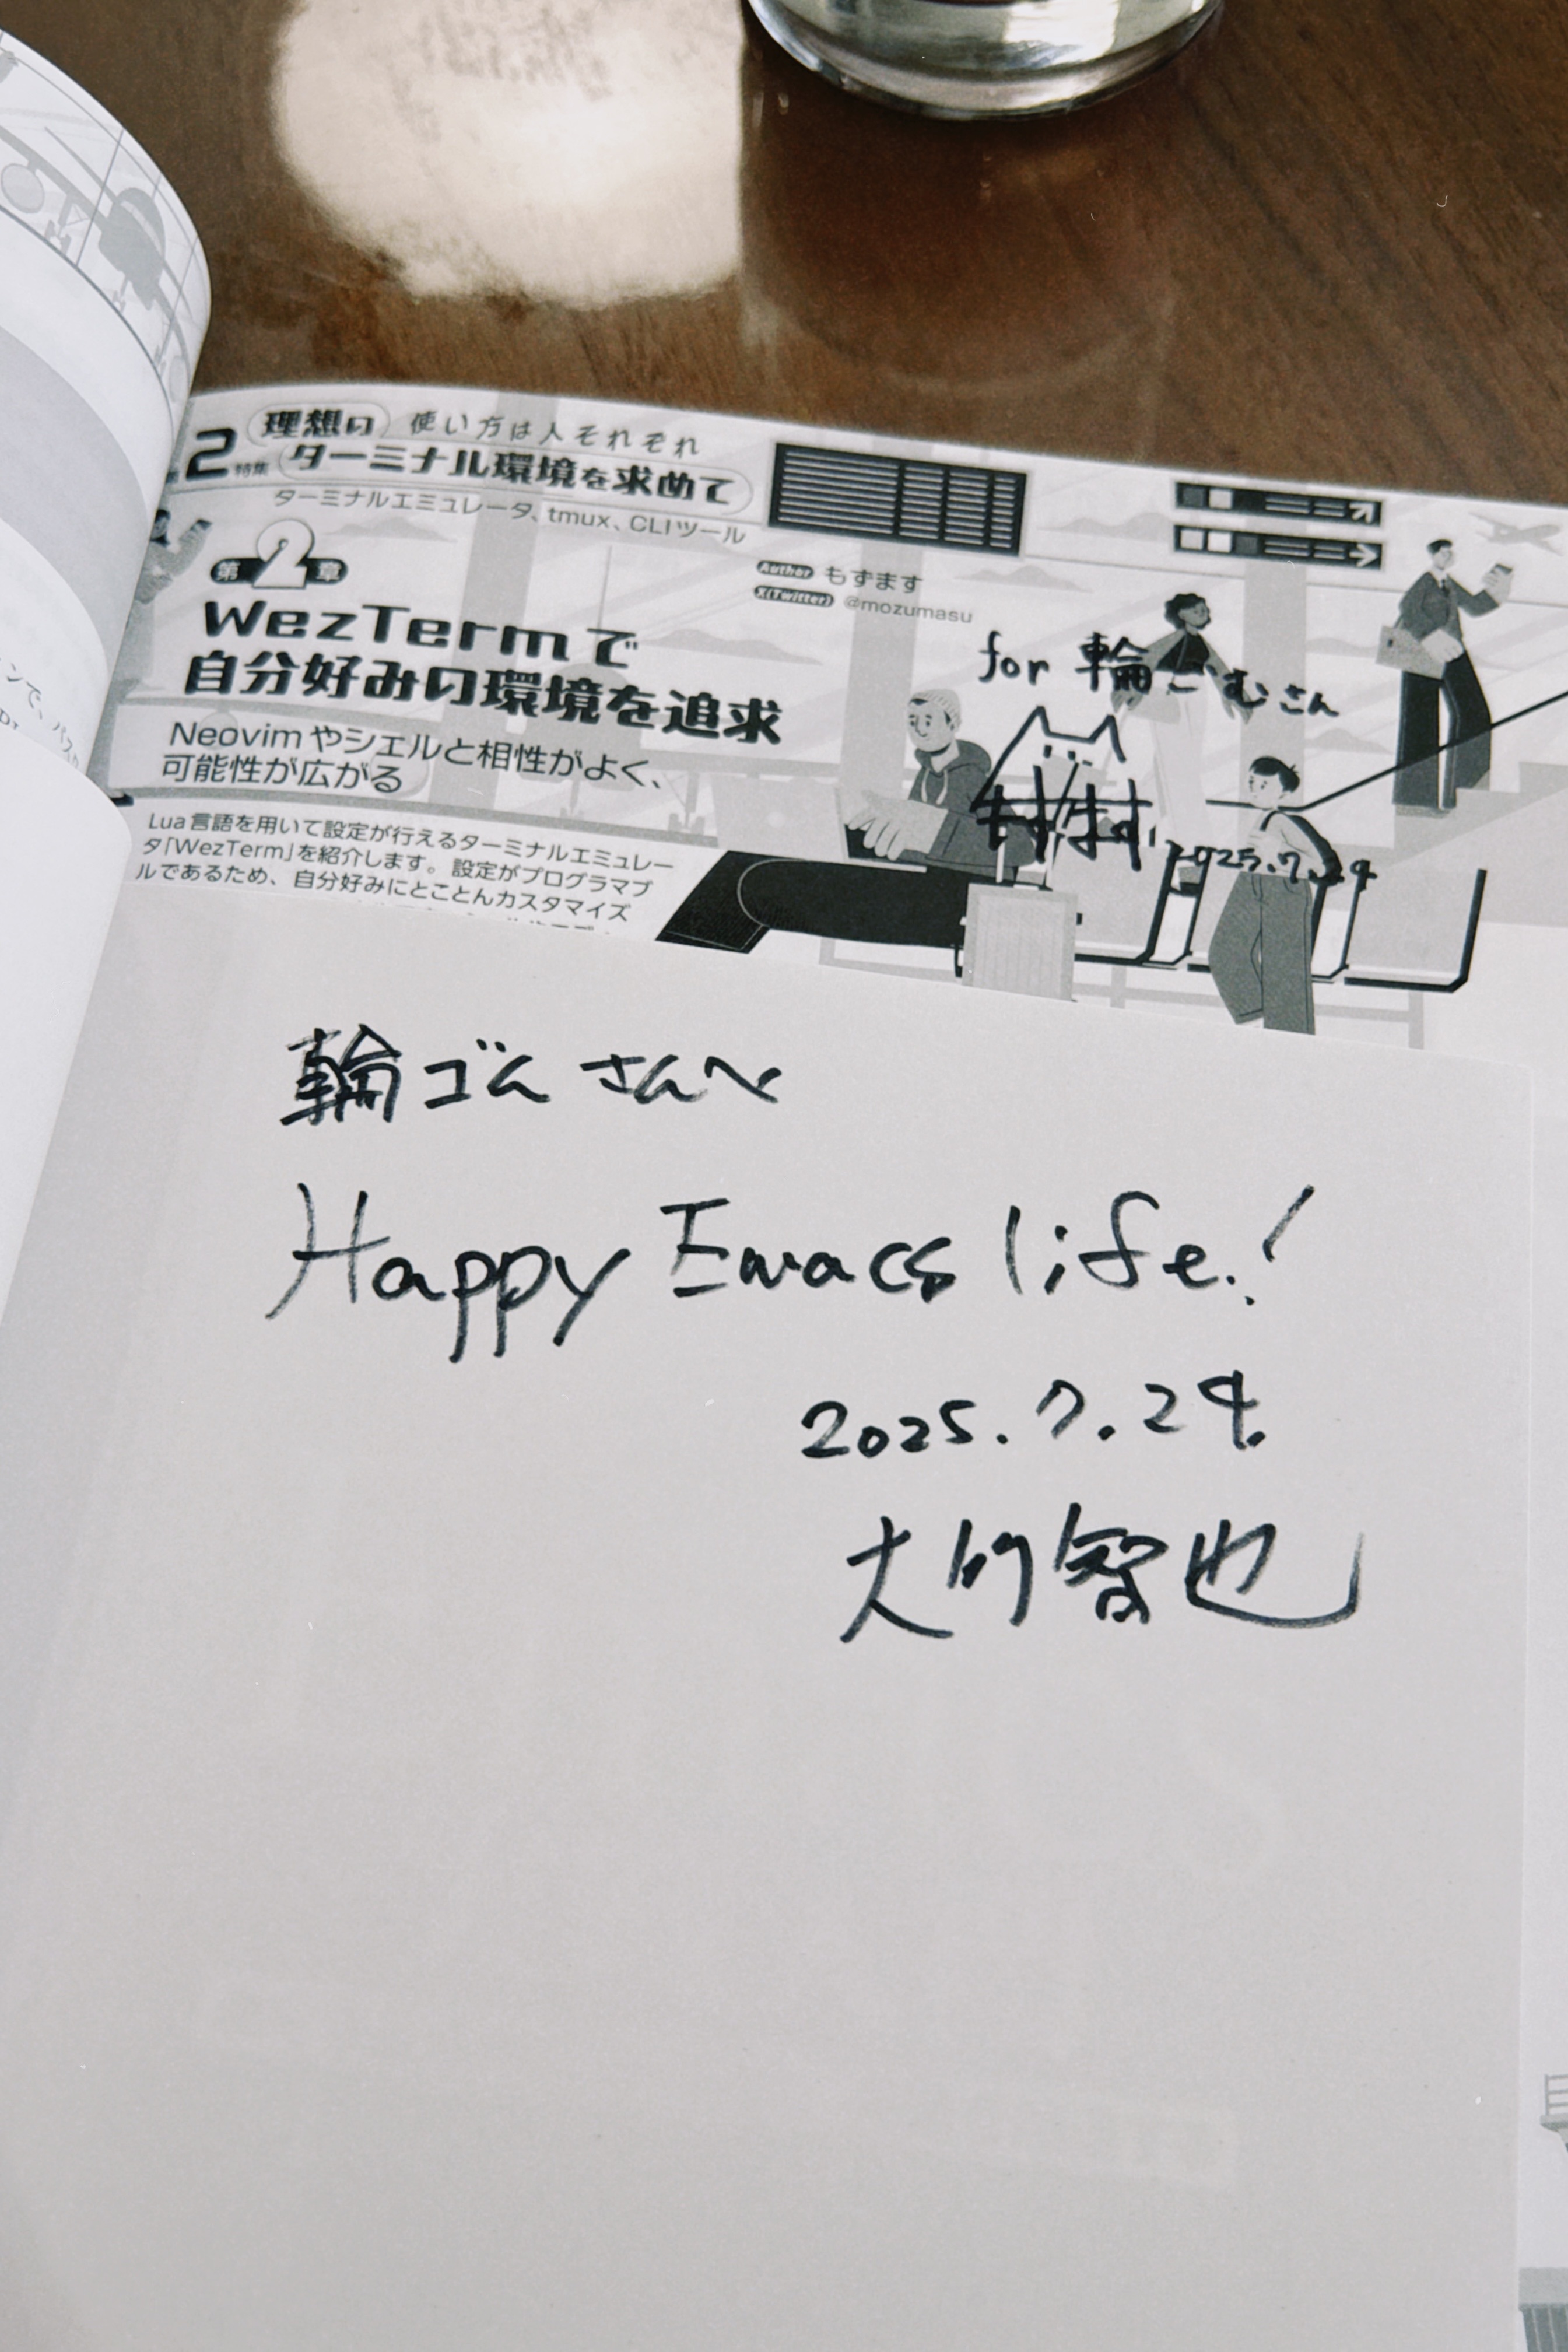 2 特集 理想の 使い方は人それぞれ
ターミナル環境を求めて
ターミナルエミュレータ、tmux、CLIツール
第2章
Author もずます
X(Twitter) @mozumasu
WezTermで
自分好みの環境を追求
Neovimやシェルと相性がよく、
可能性が広がる
Lua言語を用いて設定が行えるターミナルエミュレー
タ「WezTerm」を紹介します。設定がプログラマブ
ルであるため、自分好みにとことんカスタマイズ
for 輪ごむさん
もずます
2025.7.29
輪ゴムさんへ
Happy Emacs life!
2025.7.29.
大竹智也